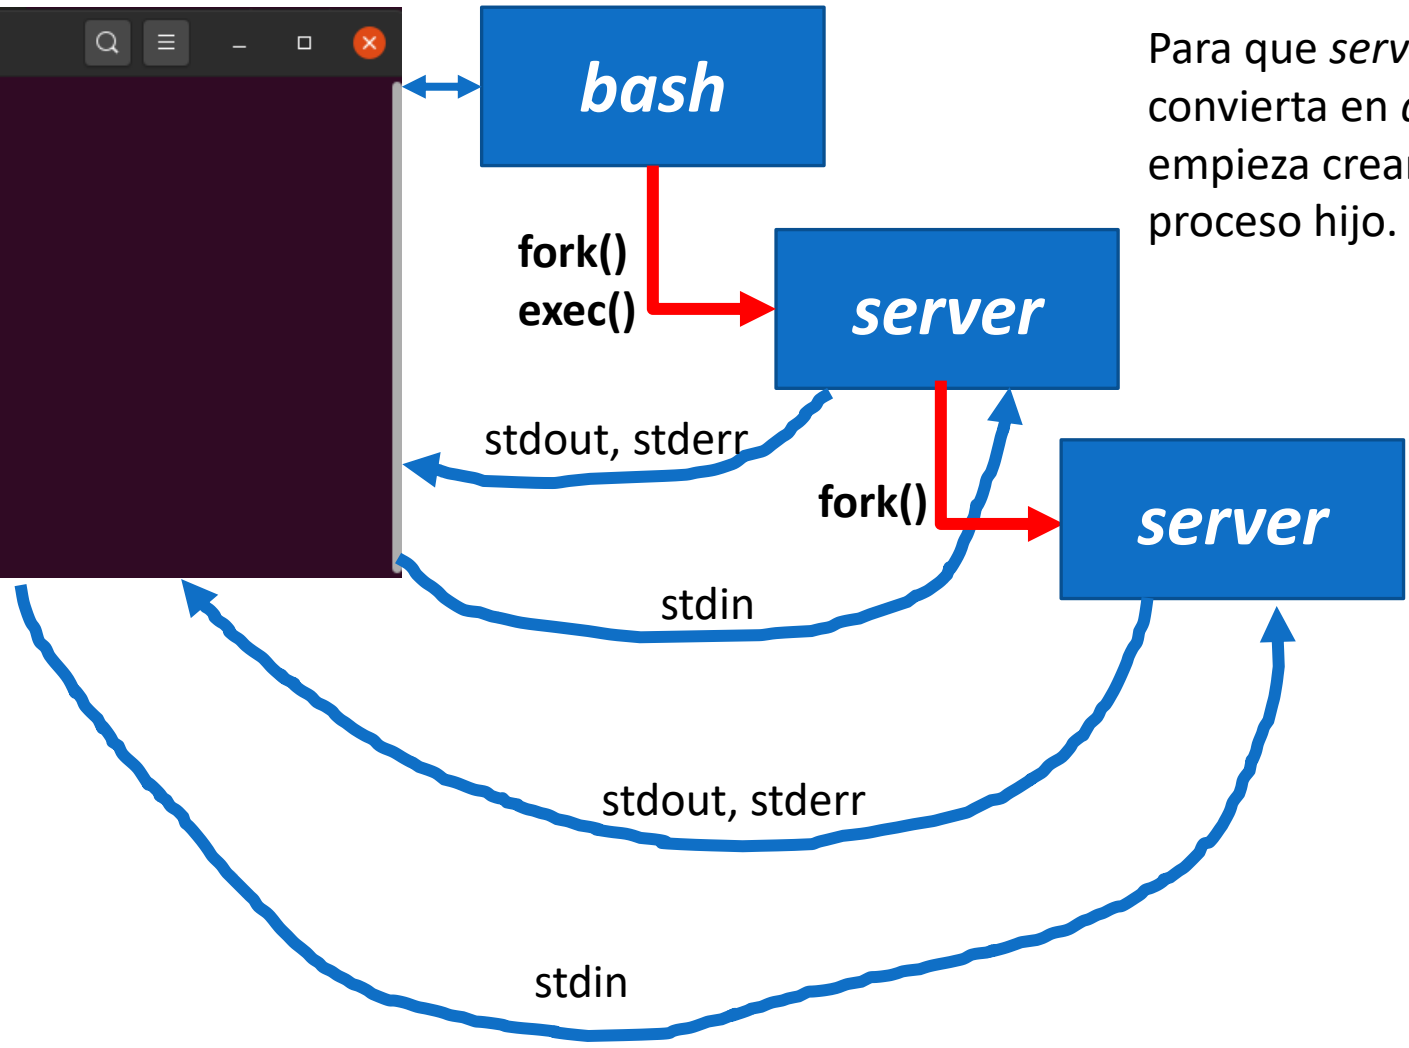 bash
Para que serv
convierta en
empieza crea
proceso hijo.
fork()
exec()
server
stdout, stderr
fork()
server
stdin
stdout, stderr
stdin